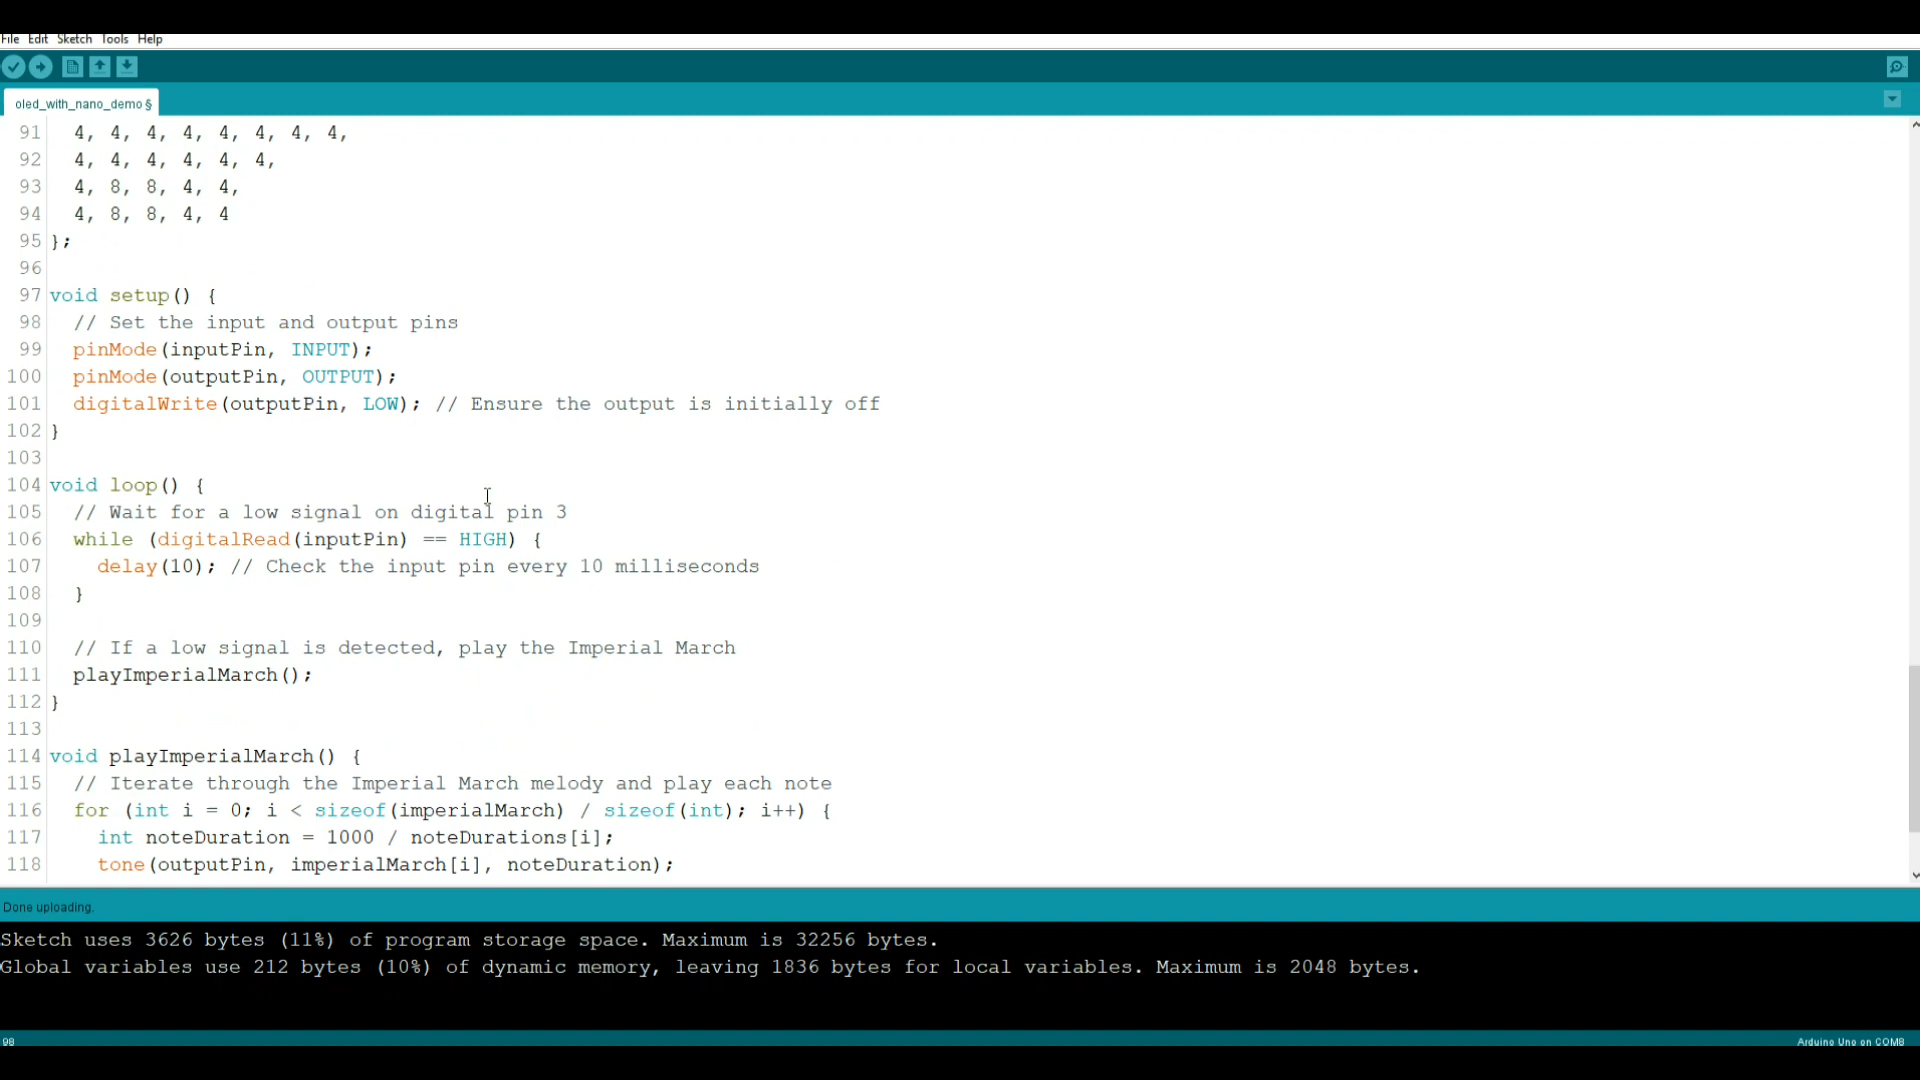 File Edit Sketch Tools Help
oled_with_nano_demo §
91 4, 4, 4, 4, 4, 4, 4, 4,
92 4, 4, 4, 4, 4, 4,
93 4, 8, 8, 4, 4,
94 4, 8, 8, 4, 4
95 };
96
97 void setup() {
98 // Set the input and output pins
99 pinMode(inputPin, INPUT);
100 pinMode(outputPin, OUTPUT);
101 digitalWrite(outputPin, LOW); // Ensure the output is initially off
102 }
103
104 void loop() {
105 // Wait for a low signal on digital pin 3
106 while (digitalRead(inputPin) == HIGH) {
107 delay(10); // Check the input pin every 10 milliseconds
108 }
109
110 // If a low signal is detected, play the Imperial March
111 playImperialMarch();
112 }
113
114 void playImperialMarch() {
115 // Iterate through the Imperial March melody and play each note
116 for (int i = 0; i < sizeof(imperialMarch) / sizeof(int); i++) {
117 int noteDuration = 1000 / noteDurations[i];
118 tone(outputPin, imperialMarch[i], noteDuration);
Done uploading.
Sketch uses 3626 bytes (11%) of program storage space. Maximum is 32256 bytes.
Global variables use 212 bytes (10%) of dynamic memory, leaving 1836 bytes for local variables. Maximum is 2048 bytes.
98 Arduino Uno on COM8